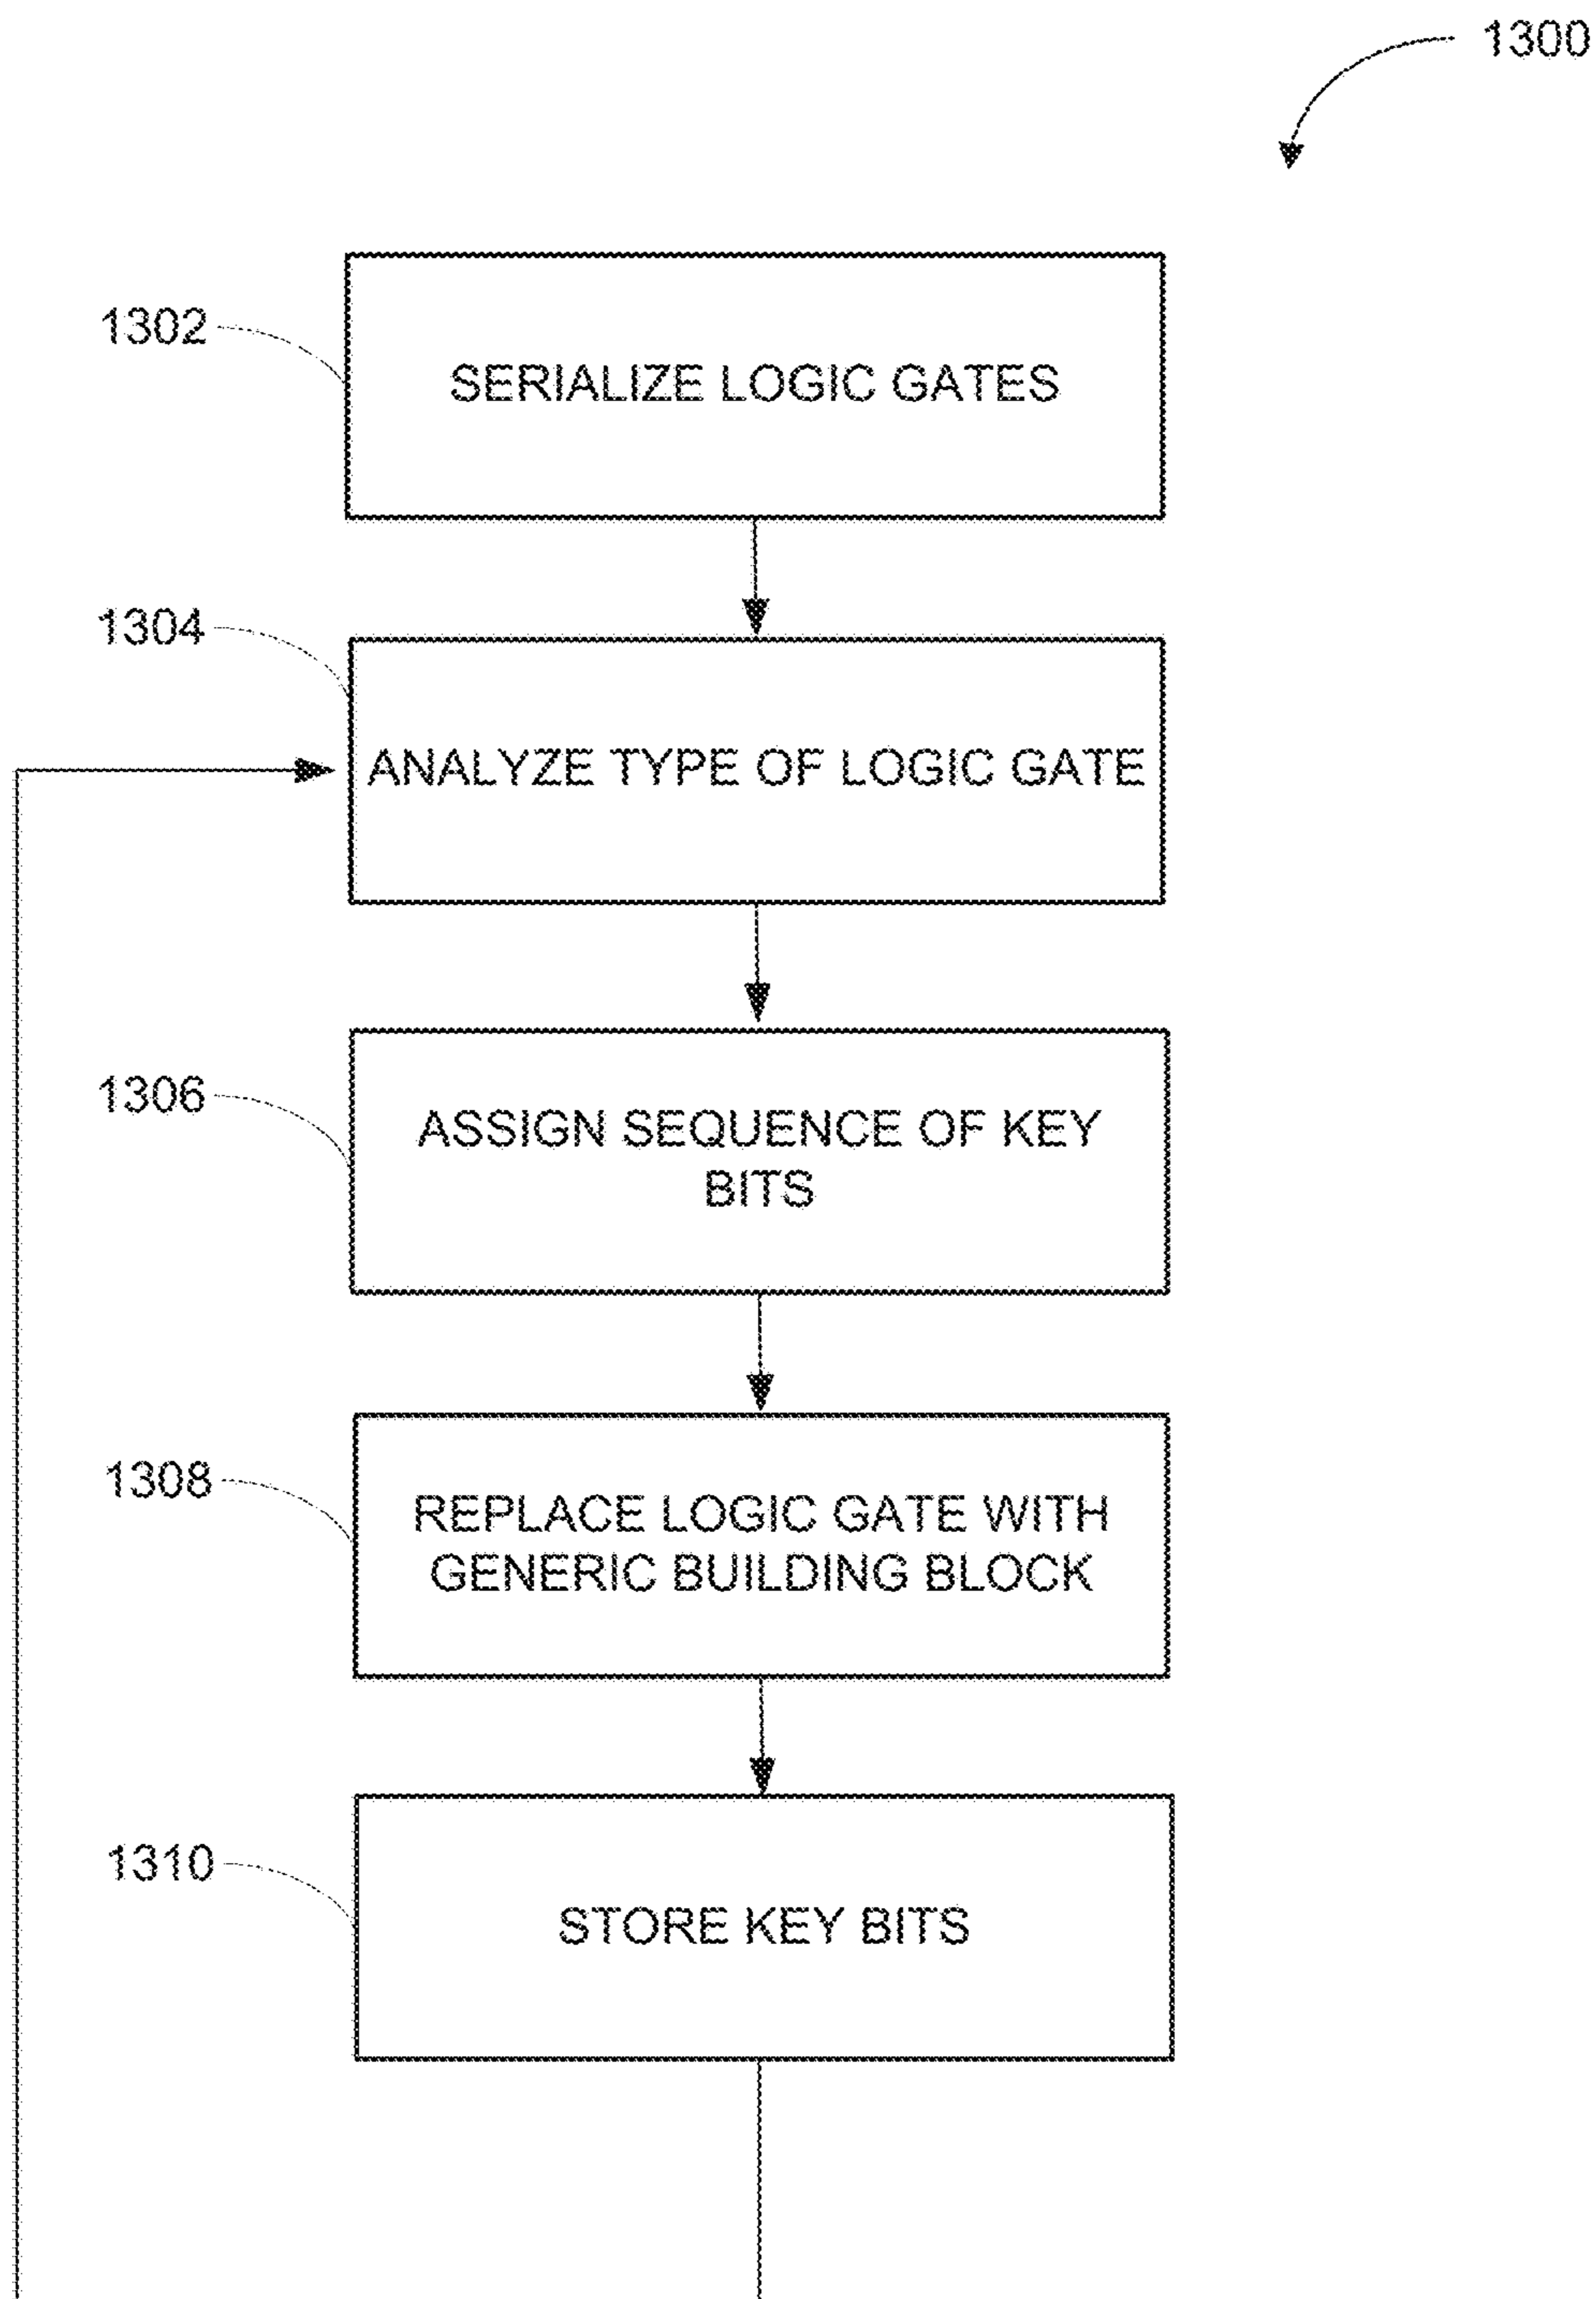 1300
1302
SERIALIZE LOGIC GATES
1304
ANALYZE TYPE OF LOGIC GATE
1306
ASSIGN SEQUENCE OF KEY
BITS
1308
REPLACE LOGIC GATE WITH
GENERIC BUILDING BLOCK
1310
STORE KEY BITS